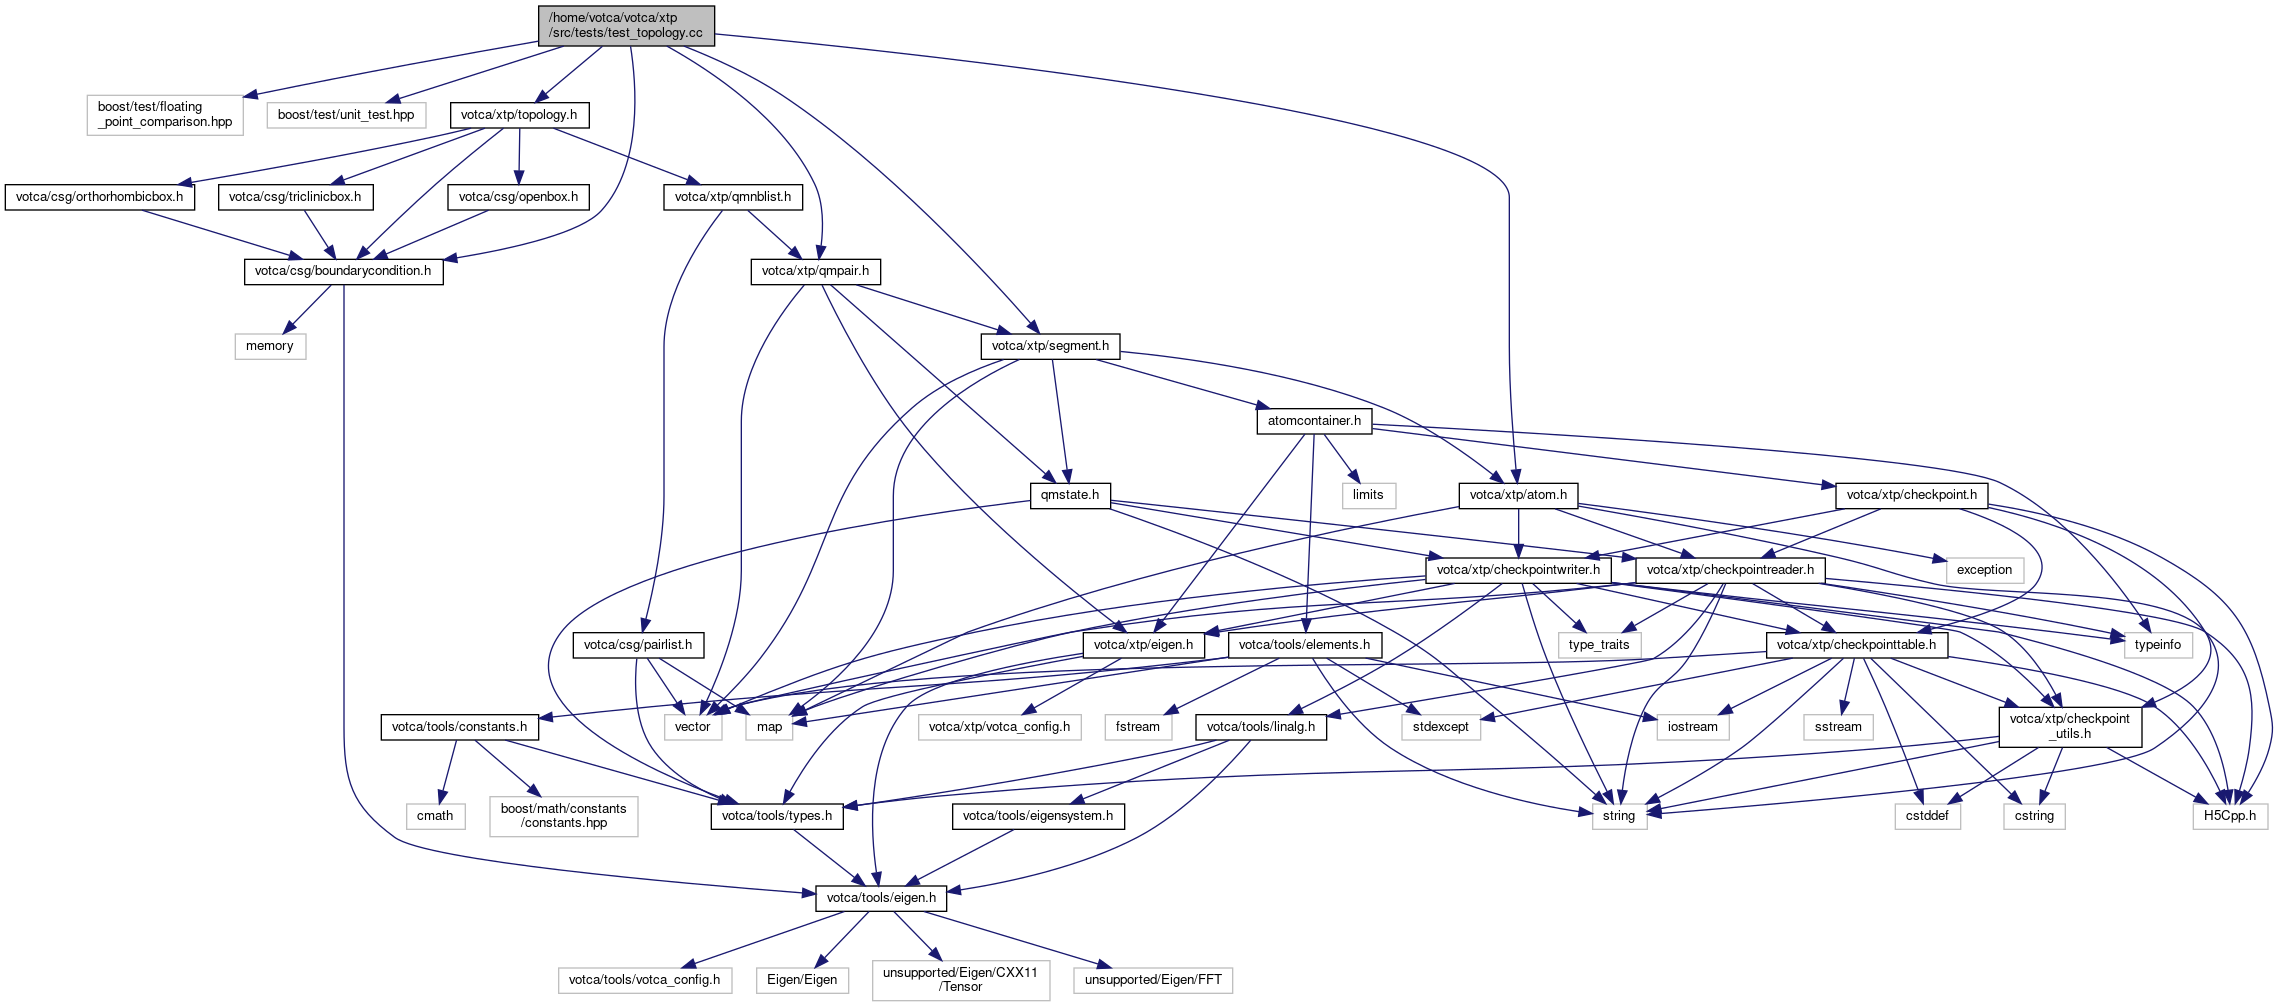 /home/votca/votca/xtp
/src/tests/test_topology.cc
boost/test/floating
_point_comparison.hpp
boost/test/unit_test.hpp
votca/xtp/topology.h
votca/csg/orthorhombicbox.h
votca/csg/triclinicbox.h
votca/csg/openbox.h
votca/xtp/qmnblist.h
votca/csg/boundarycondition.h
votca/xtp/qmpair.h
memory
votca/xtp/segment.h
atomcontainer.h
qmstate.h
limits
votca/xtp/atom.h
votca/xtp/checkpoint.h
votca/xtp/checkpointwriter.h
votca/xtp/checkpointreader.h
exception
votca/csg/pairlist.h
votca/xtp/eigen.h
votca/tools/elements.h
type_traits
votca/xtp/checkpointtable.h
typeinfo
votca/tools/constants.h
vector
map
votca/xtp/votca_config.h
fstream
votca/tools/linalg.h
stdexcept
iostream
sstream
votca/xtp/checkpoint
_utils.h
cmath
boost/math/constants
/constants.hpp
votca/tools/types.h
votca/tools/eigensystem.h
string
cstddef
cstring
H5Cpp.h
votca/tools/eigen.h
votca/tools/votca_config.h
Eigen/Eigen
unsupported/Eigen/CXX11
/Tensor
unsupported/Eigen/FFT